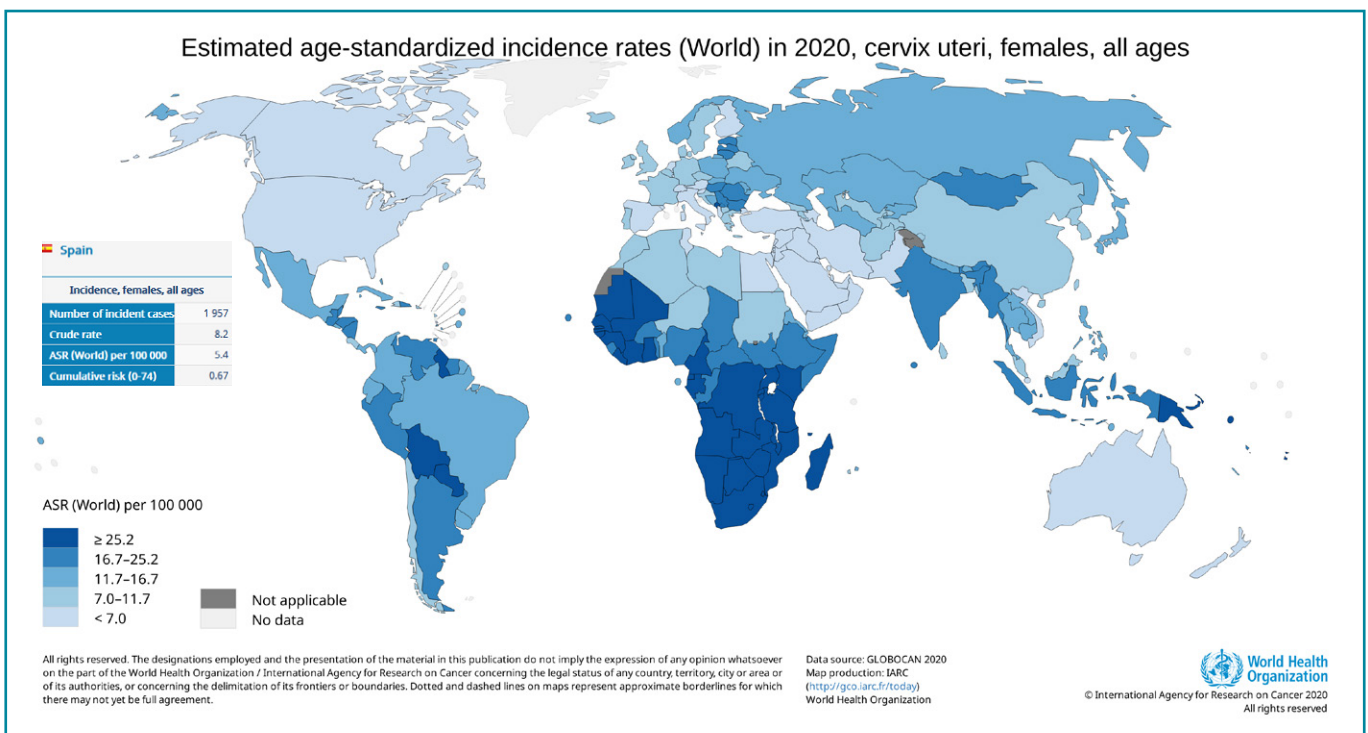 Estimated age-standardized incidence rates (World) in 2020, cervix uteri, females, all ages
Spain
Incidence, females, all ages
Number of incident cases 1 957
Crude rate 8.2
ASR (World) per 100 000 5.4
Cumulative risk (0-74) 0.67
ASR (World) per 100 000
≥ 25.2
16.7–25.2
11.7–16.7
7.0–11.7
< 7.0
Not applicable
No data
All rights reserved. The designations employed and the presentation of the material in this publication do not imply the expression of any opinion whatsoever
on the part of the World Health Organization / International Agency for Research on Cancer concerning the legal status of any country, territory, city or area or
of its authorities, or concerning the delimitation of its frontiers or boundaries. Dotted and dashed lines on maps represent approximate borderlines for which
there may not yet be full agreement.
Data source: GLOBOCAN 2020
Map production: IARC
(http://gco.iarc.fr/today)
World Health Organization
World Health
Organization
© International Agency for Research on Cancer 2020
All rights reserved